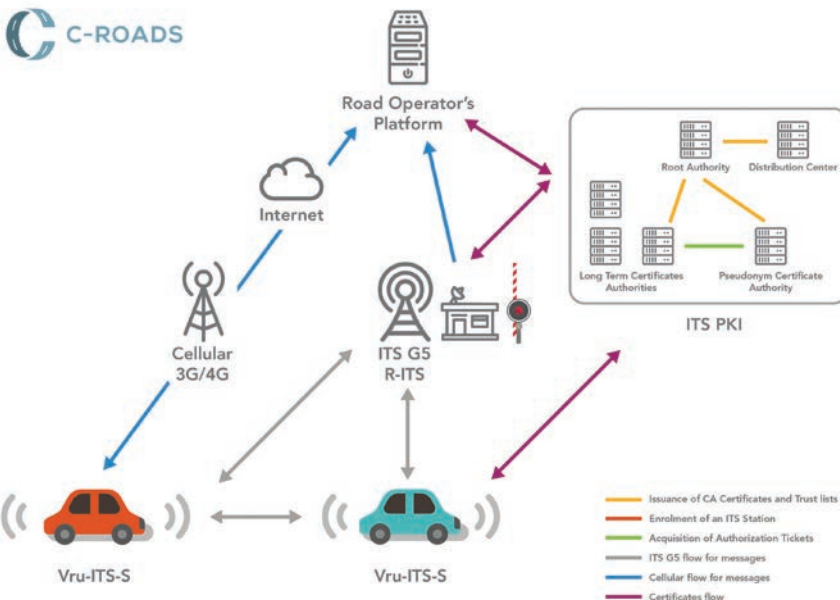 C-ROADS
Road Operator's
Platform
Internet
Root Authority
Distribution Center
Long Term Certificates
Authorities
Pseudonym Certificate
Authority
ITS PKI
Cellular
3G/4G
ITS G5
R-ITS
Vru-ITS-S
Vru-ITS-S
Issuance of CA Certificates and Trust lists
Enrolment of an ITS Station
Acquisition of Authorization Tickets
ITS G5 flow for messages
Cellular flow for messages
Certificates flow